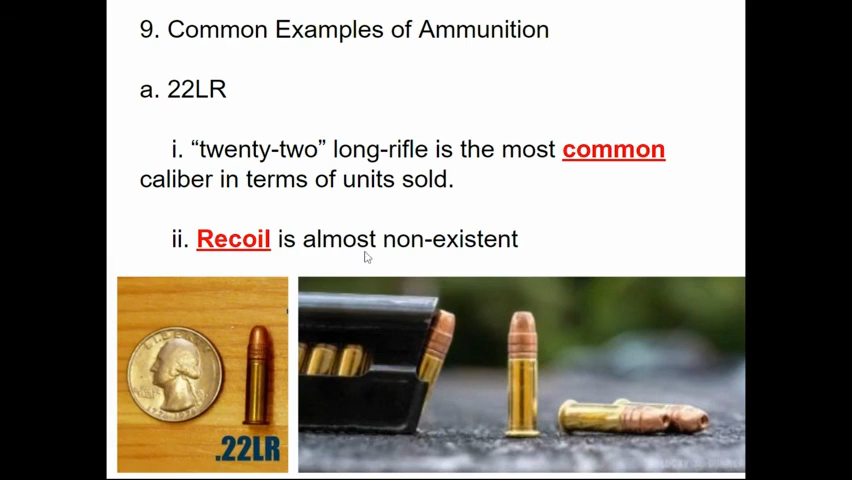 9. Common Examples of Ammunition
a. 22LR
i. “twenty-two” long-rifle is the most common
caliber in terms of units sold.
ii. Recoil is almost non-existent
.22LR